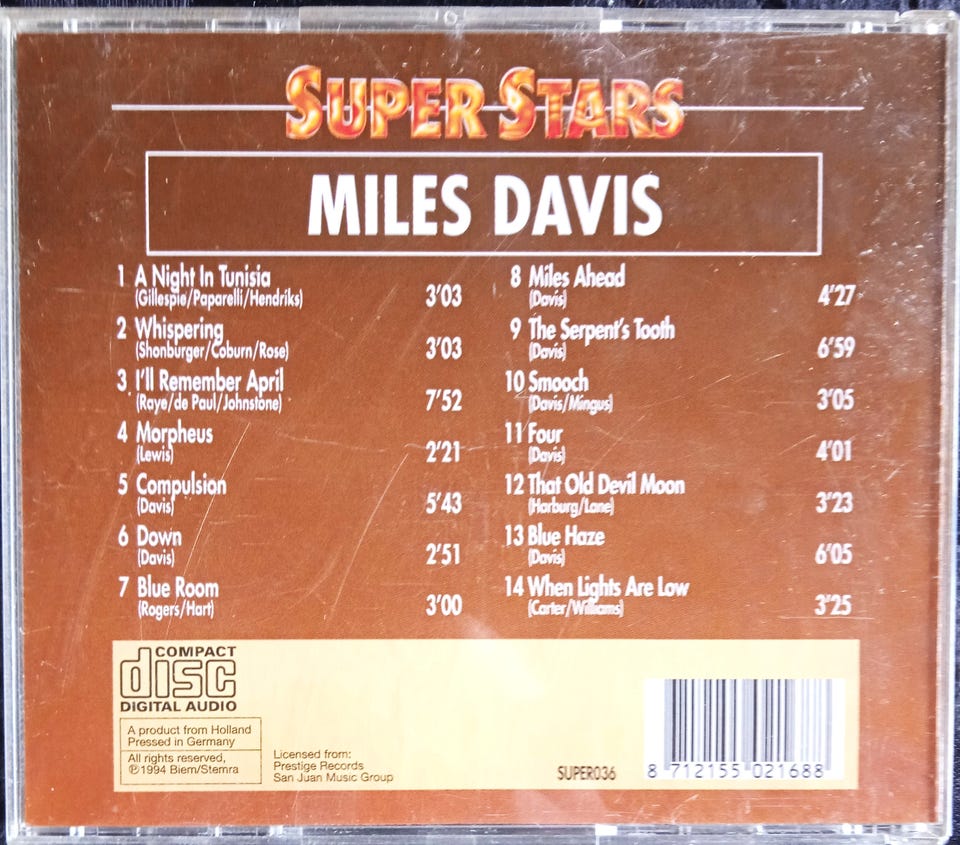 SUPER STARS
MILES DAVIS
1 A Night In Tunisia
(Gillespie/Paparelli/Hendriks) 3'03
2 Whispering
(Shonburger/Coburn/Rose) 3'03
3 I'll Remember April
(Raye/de Paul/Johnstone) 7'52
4 Morpheus
(Lewis) 2'21
5 Compulsion
(Davis) 5'43
6 Down
(Davis) 2'51
7 Blue Room
(Rogers/Hart) 3'00
8 Miles Ahead
(Davis) 4'27
9 The Serpent's Tooth
(Davis) 6'59
10 Smooch
(Davis/Mingus) 3'05
11 Four
(Davis) 4'01
12 That Old Devil Moon
(Harburg/Lane) 3'23
13 Blue Haze
(Davis) 6'05
14 When Lights Are Low
(Carter/Williams) 3'25
COMPACT
disc
DIGITAL AUDIO
A product from Holland
Pressed in Germany
All rights reserved,
℗1994 Biem/Stemra
Licensed from:
Prestige Records
San Juan Music Group
SUPER036
8 712155 021688